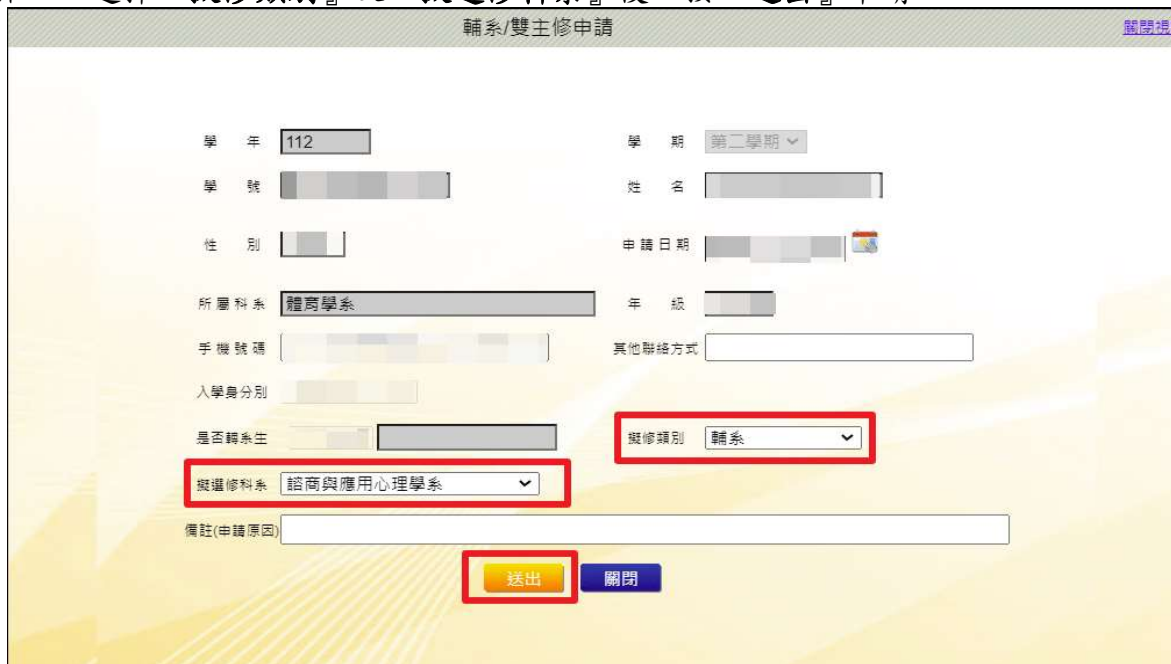 輔系/雙主修申請
關閉視
學 年 112 學 期 第二學期
學 號 姓 名
性 別 申請日期
所屬科系 體育學系 年 級
手機號碼 其他聯絡方式
入學身分別
是否轉系生 擬修類別 輔系
擬選修科系 諮商與應用心理學系
備註(申請原因)
送出 關閉